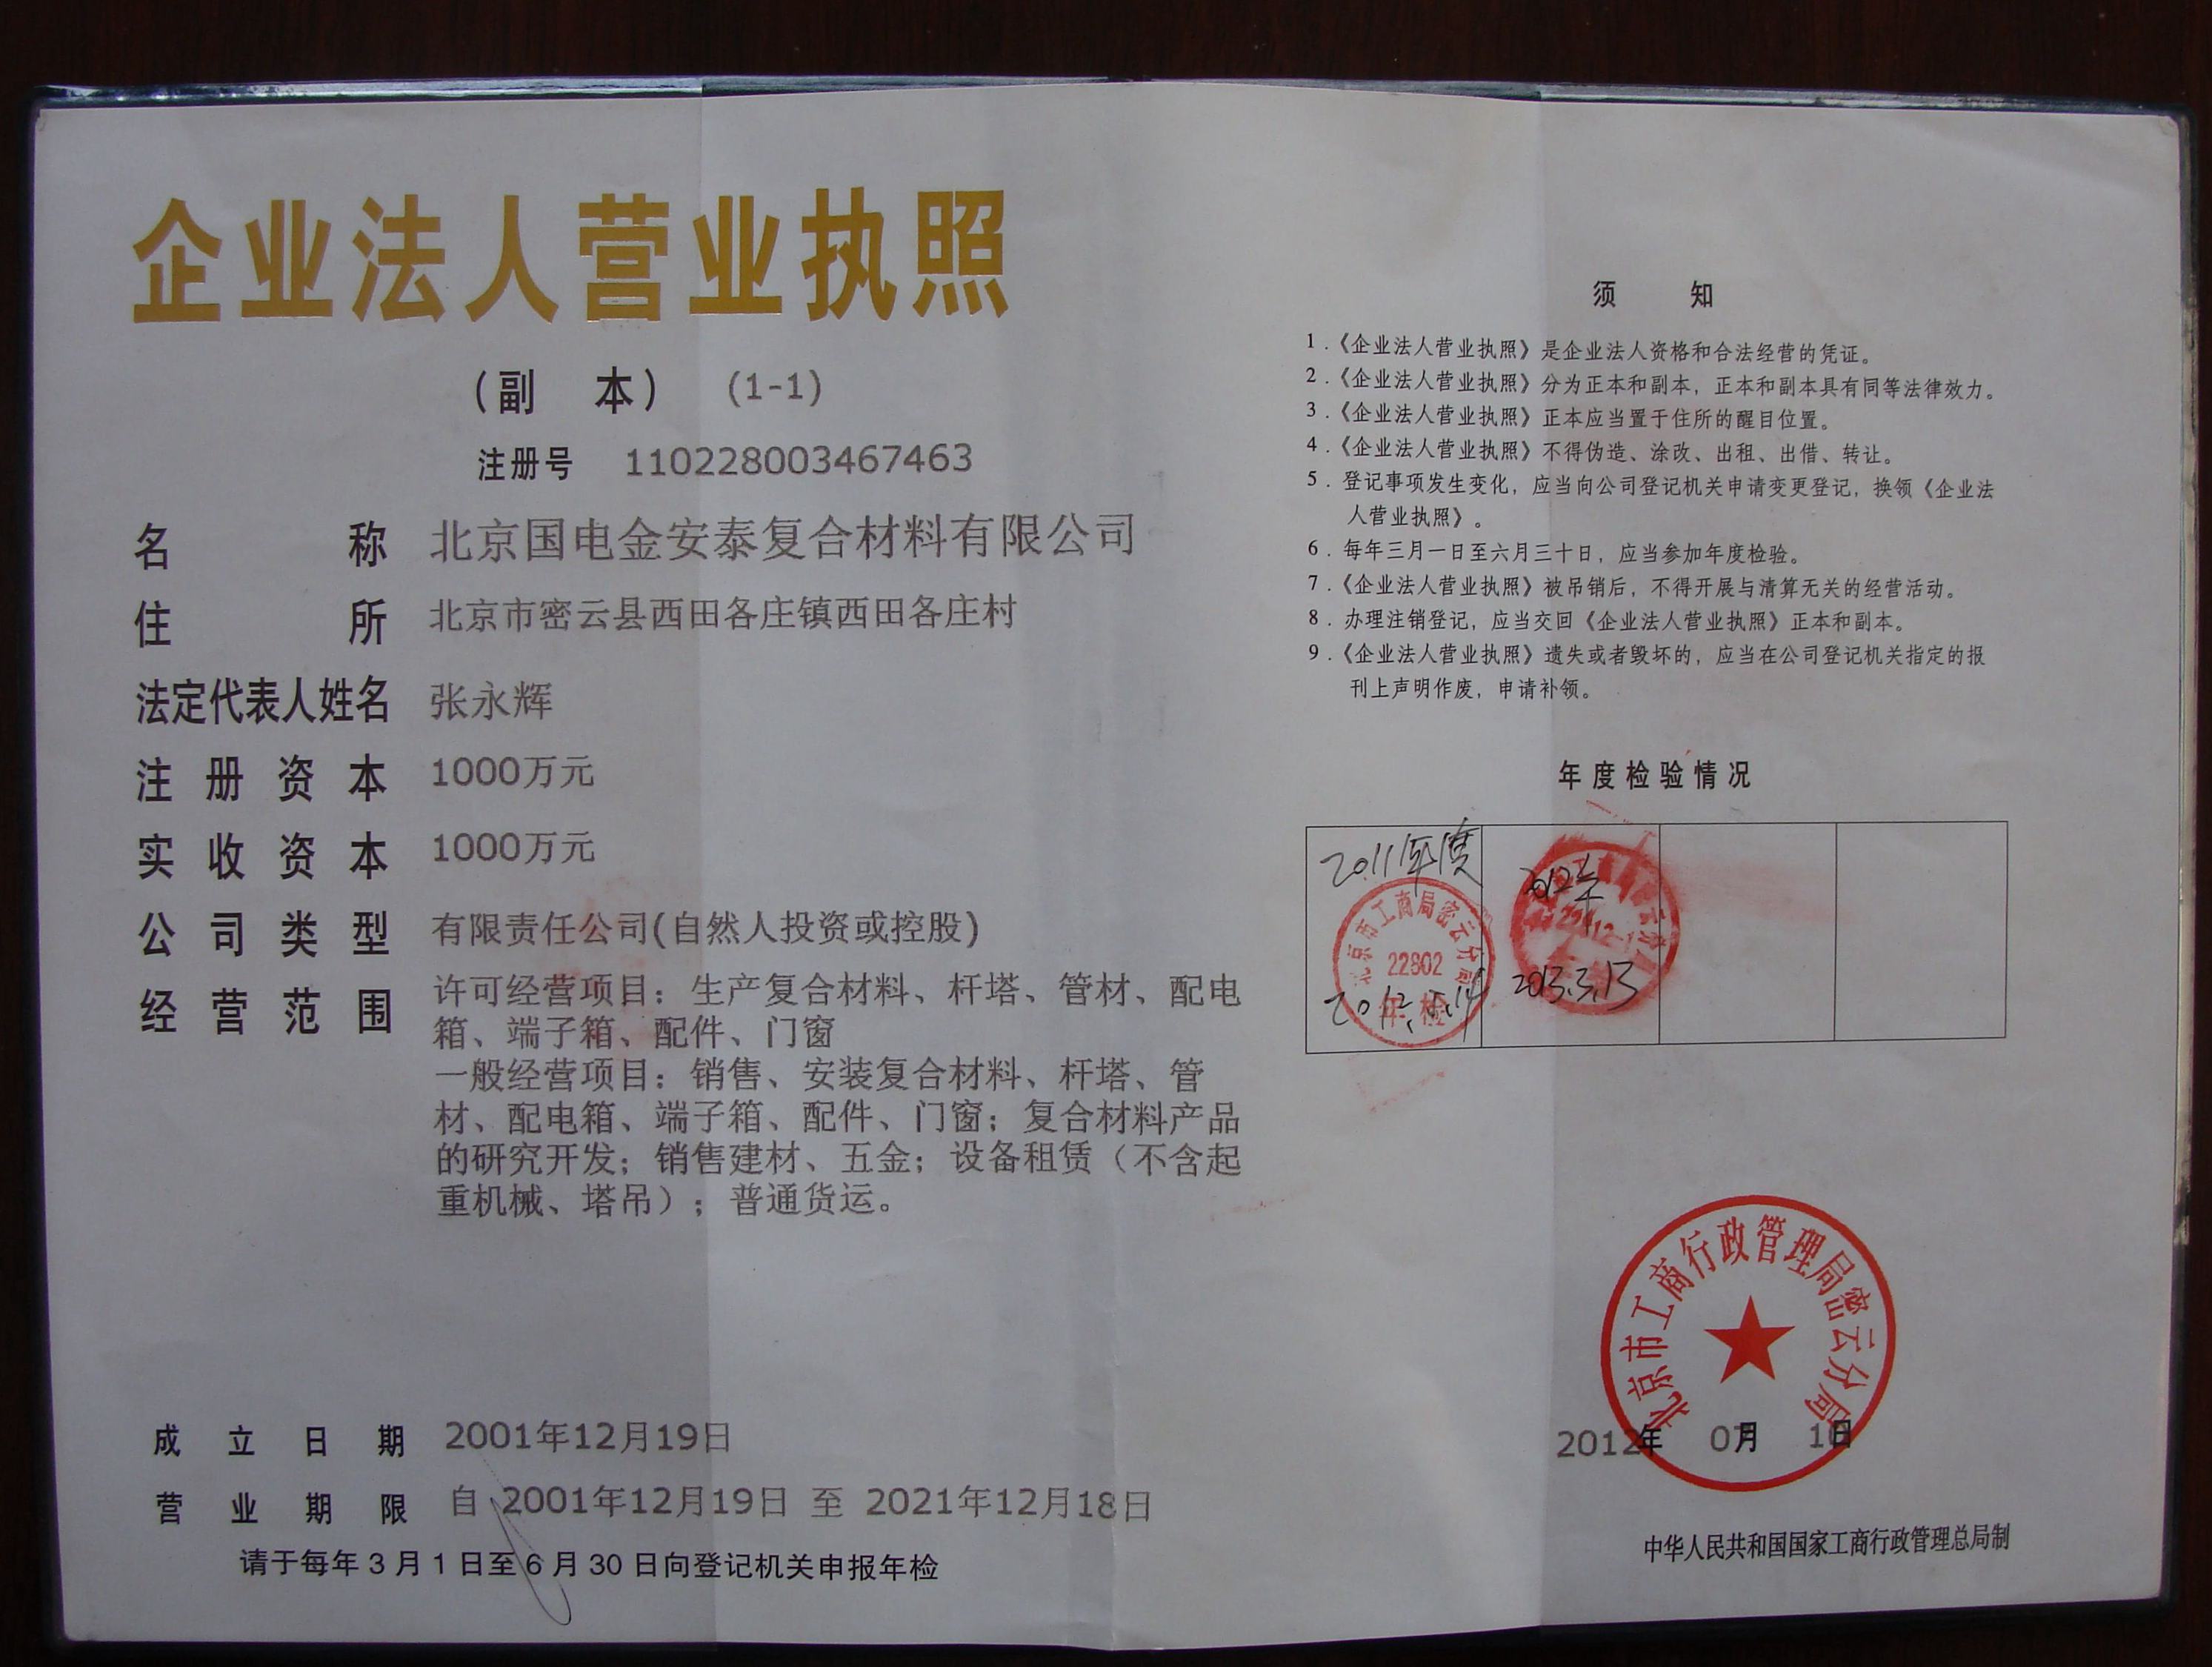 企业法人营业执照
(副 本) (1-1)
注册号 110228003467463
名称 北京国电金安泰复合材料有限公司
住所 北京市密云县西田各庄镇西田各庄村
法定代表人姓名 张永辉
注册资本 1000万元
实收资本 1000万元
公司类型 有限责任公司(自然人投资或控股)
经营范围 许可经营项目：生产复合材料、杆塔、管材、配电
箱、端子箱、配件、门窗
一般经营项目：销售、安装复合材料、杆塔、管
材、配电箱、端子箱、配件、门窗；复合材料产品
的研究开发；销售建材、五金；设备租赁（不含起
重机械、塔吊）；普通货运。
成立日期 2001年12月19日
营业期限 自 2001年12月19日 至 2021年12月18日
请于每年3月1日至6月30日向登记机关申报年检
须 知
1．《企业法人营业执照》是企业法人资格和合法经营的凭证。
2．《企业法人营业执照》分为正本和副本，正本和副本具有同等法律效力。
3．《企业法人营业执照》正本应当置于住所的醒目位置。
4．《企业法人营业执照》不得伪造、涂改、出租、出借、转让。
5．登记事项发生变化，应当向公司登记机关申请变更登记，换领《企业法
人营业执照》。
6．每年三月一日至六月三十日，应当参加年度检验。
7．《企业法人营业执照》被吊销后，不得开展与清算无关的经营活动。
8．办理注销登记，应当交回《企业法人营业执照》正本和副本。
9．《企业法人营业执照》遗失或者毁坏的，应当在公司登记机关指定的报
刊上声明作废，申请补领。
年度检验情况
2011年度
北京市工商局密云分局
22802
年检
2012.5.14
2012年
2013.3.13
北京市工商行政管理局密云分局
2012年 07月 10日
中华人民共和国国家工商行政管理总局制